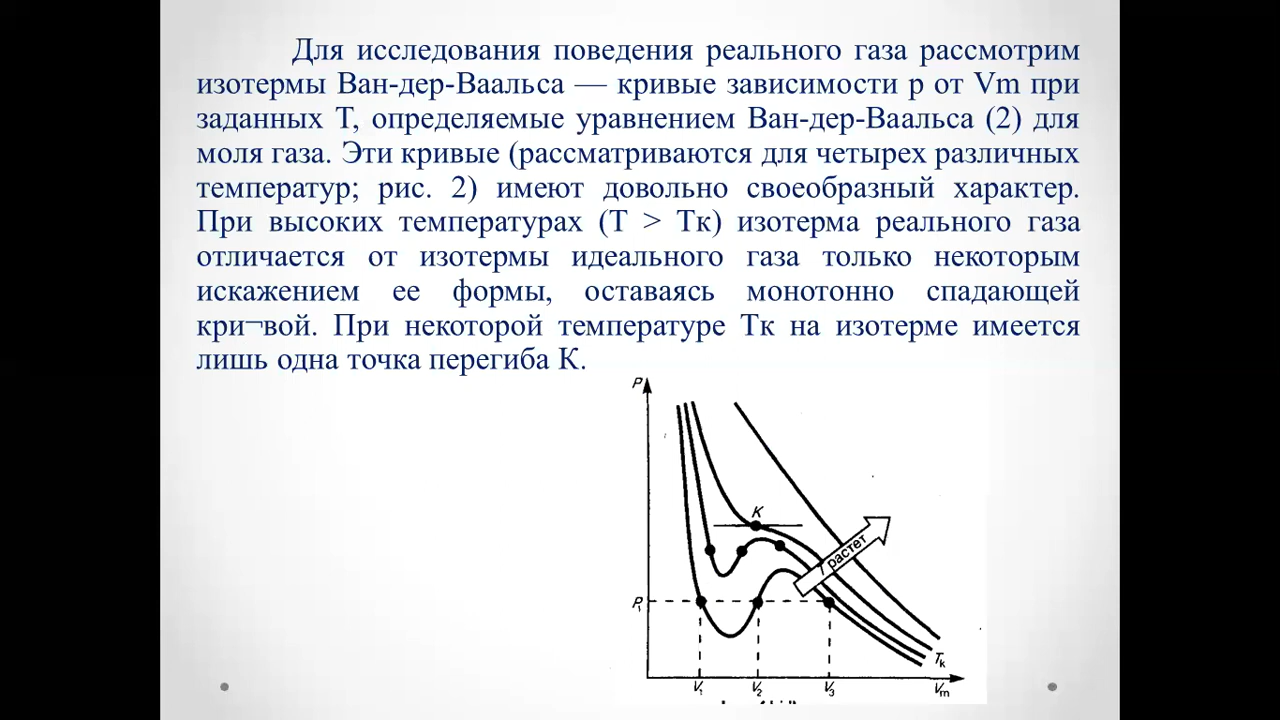 Для исследования поведения реального газа рассмотрим
изотермы Ван-дер-Ваальса — кривые зависимости р от Vm при
заданных Т, определяемые уравнением Ван-дер-Ваальса (2) для
моля газа. Эти кривые (рассматриваются для четырех различных
температур; рис. 2) имеют довольно своеобразный характер.
При высоких температурах (Т > Тк) изотерма реального газа
отличается от изотермы идеального газа только некоторым
искажением ее формы, оставаясь монотонно спадающей
кри¬вой. При некоторой температуре Тк на изотерме имеется
лишь одна точка перегиба К.
P
K
T растет
P₁
Tk
V₁
V₂
V₃
Vm